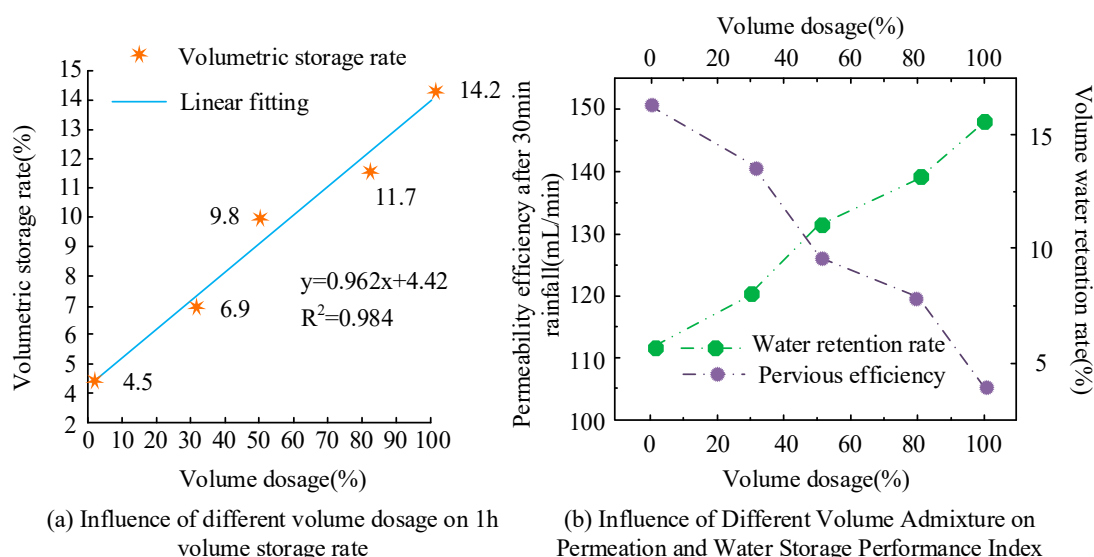 Volumetric storage rate
Linear fitting
Volumetric storage rate(%)
15
14
13
12
11
10
9
8
7
6
5
4
3
2
4.5
6.9
9.8
11.7
14.2
y=0.962x+4.42
R²=0.984
0 10 20 30 40 50 60 70 80 90 100
Volume dosage(%)
(a) Influence of different volume dosage on 1h
volume storage rate
Volume dosage(%)
0 20 40 60 80 100
Permeability efficiency after 30min
rainfall(mL/min)
150
140
130
120
110
100
Water retention rate
Pervious efficiency
15
10
5
Volume water
retention rate(%)
0 20 40 60 80 100
Volume dosage(%)
(b) Influence of Different Volume Admixture on
Permeation and Water Storage Performance Index